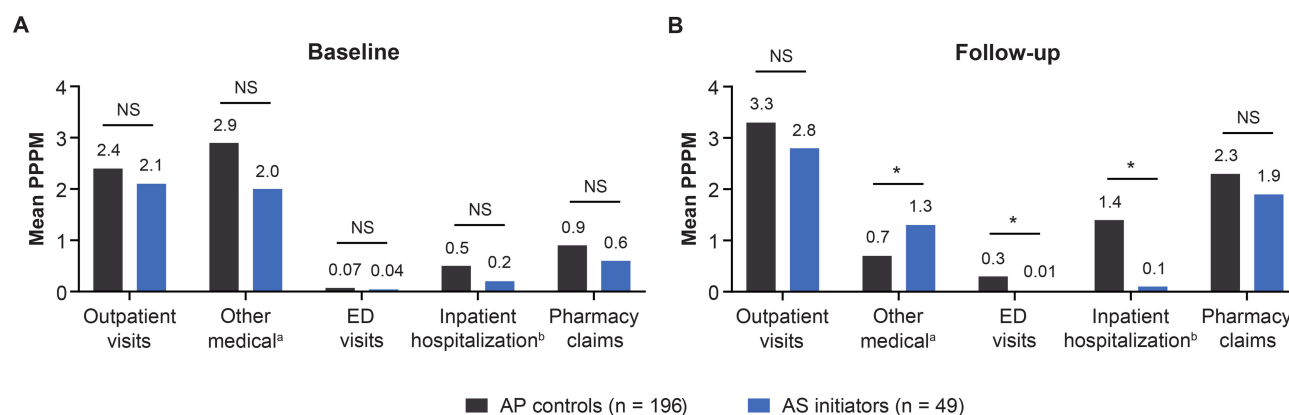 A
Baseline
Mean PPPM
4
3
2
1
0
NS
2.4
2.1
NS
2.9
2.0
NS
0.07
0.04
NS
0.5
0.2
NS
0.9
0.6
Outpatient
visits
Other
medicalᵃ
ED
visits
Inpatient
hospitalizationᵇ
Pharmacy
claims
B
Follow-up
Mean PPPM
4
3
2
1
0
NS
3.3
2.8
*
0.7
1.3
*
0.3
0.01
*
1.4
0.1
NS
2.3
1.9
Outpatient
visits
Other
medicalᵃ
ED
visits
Inpatient
hospitalizationᵇ
Pharmacy
claims
AP controls (n = 196)
AS initiators (n = 49)